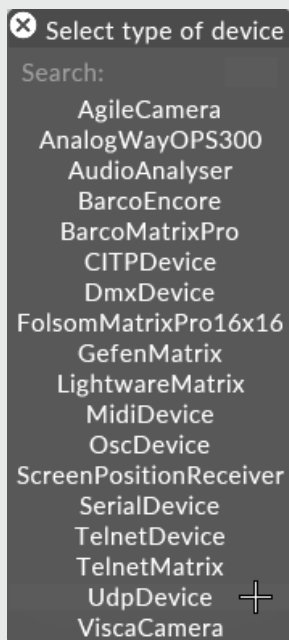 Select type of device
Search:
AgileCamera
AnalogWayOPS300
AudioAnalyser
BarcoEncore
BarcoMatrixPro
CITPDevice
DmxDevice
FolsomMatrixPro16x16
GefenMatrix
LightwareMatrix
MidiDevice
OscDevice
ScreenPositionReceiver
SerialDevice
TelnetDevice
TelnetMatrix
UdpDevice
ViscaCamera